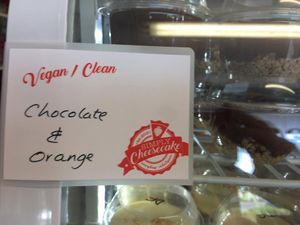 Vegan / Clean
Chocolate
&
Orange
SIMPLY
Cheesecake